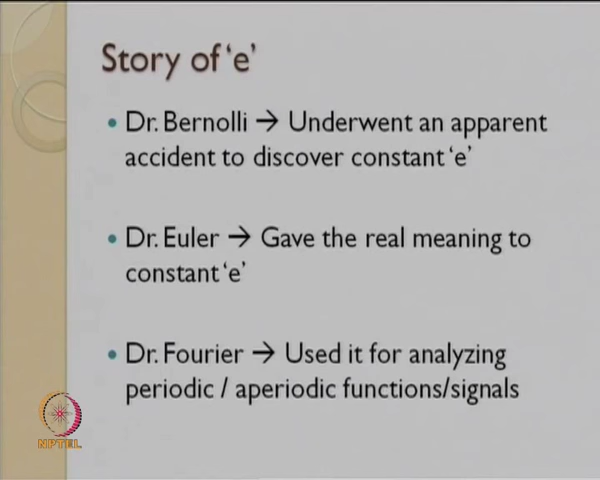 Story of ‘e’
• Dr. Bernolli → Underwent an apparent
accident to discover constant ‘e’
• Dr. Euler → Gave the real meaning to
constant ‘e’
• Dr. Fourier → Used it for analyzing
periodic / aperiodic functions/signals
NPTEL